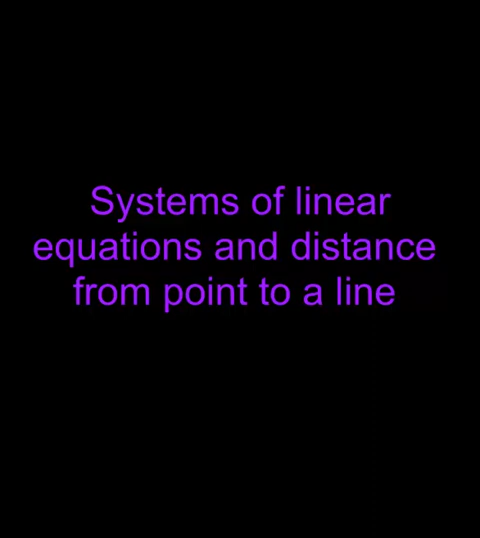 Systems of linear
equations and distance
from point to a line